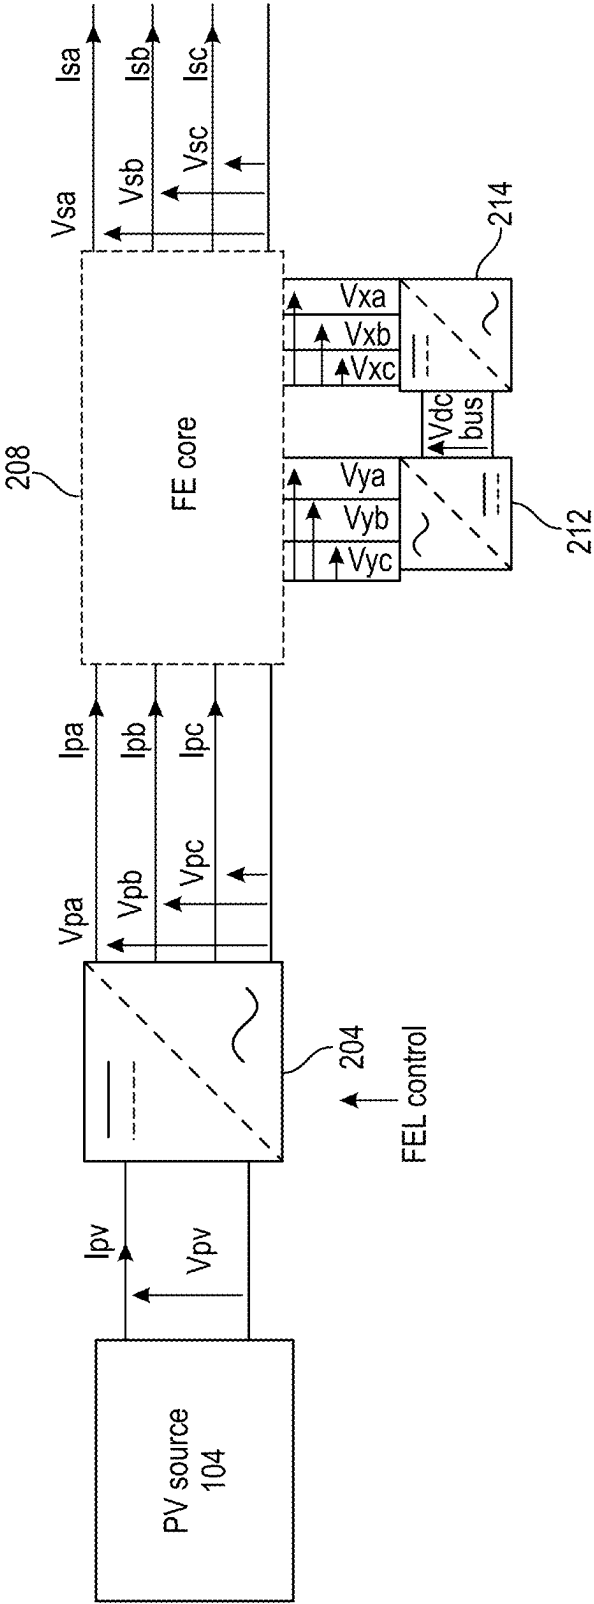 PV source
104
Ipv
Vpv
204
FEL control
Vpa
Vpb
Vpc
Ipa
Ipb
Ipc
208
FE core
Vya
Vyb
Vyc
212
Vdc
bus
Vxa
Vxb
Vxc
214
Vsa
Vsb
Vsc
Isa
Isb
Isc